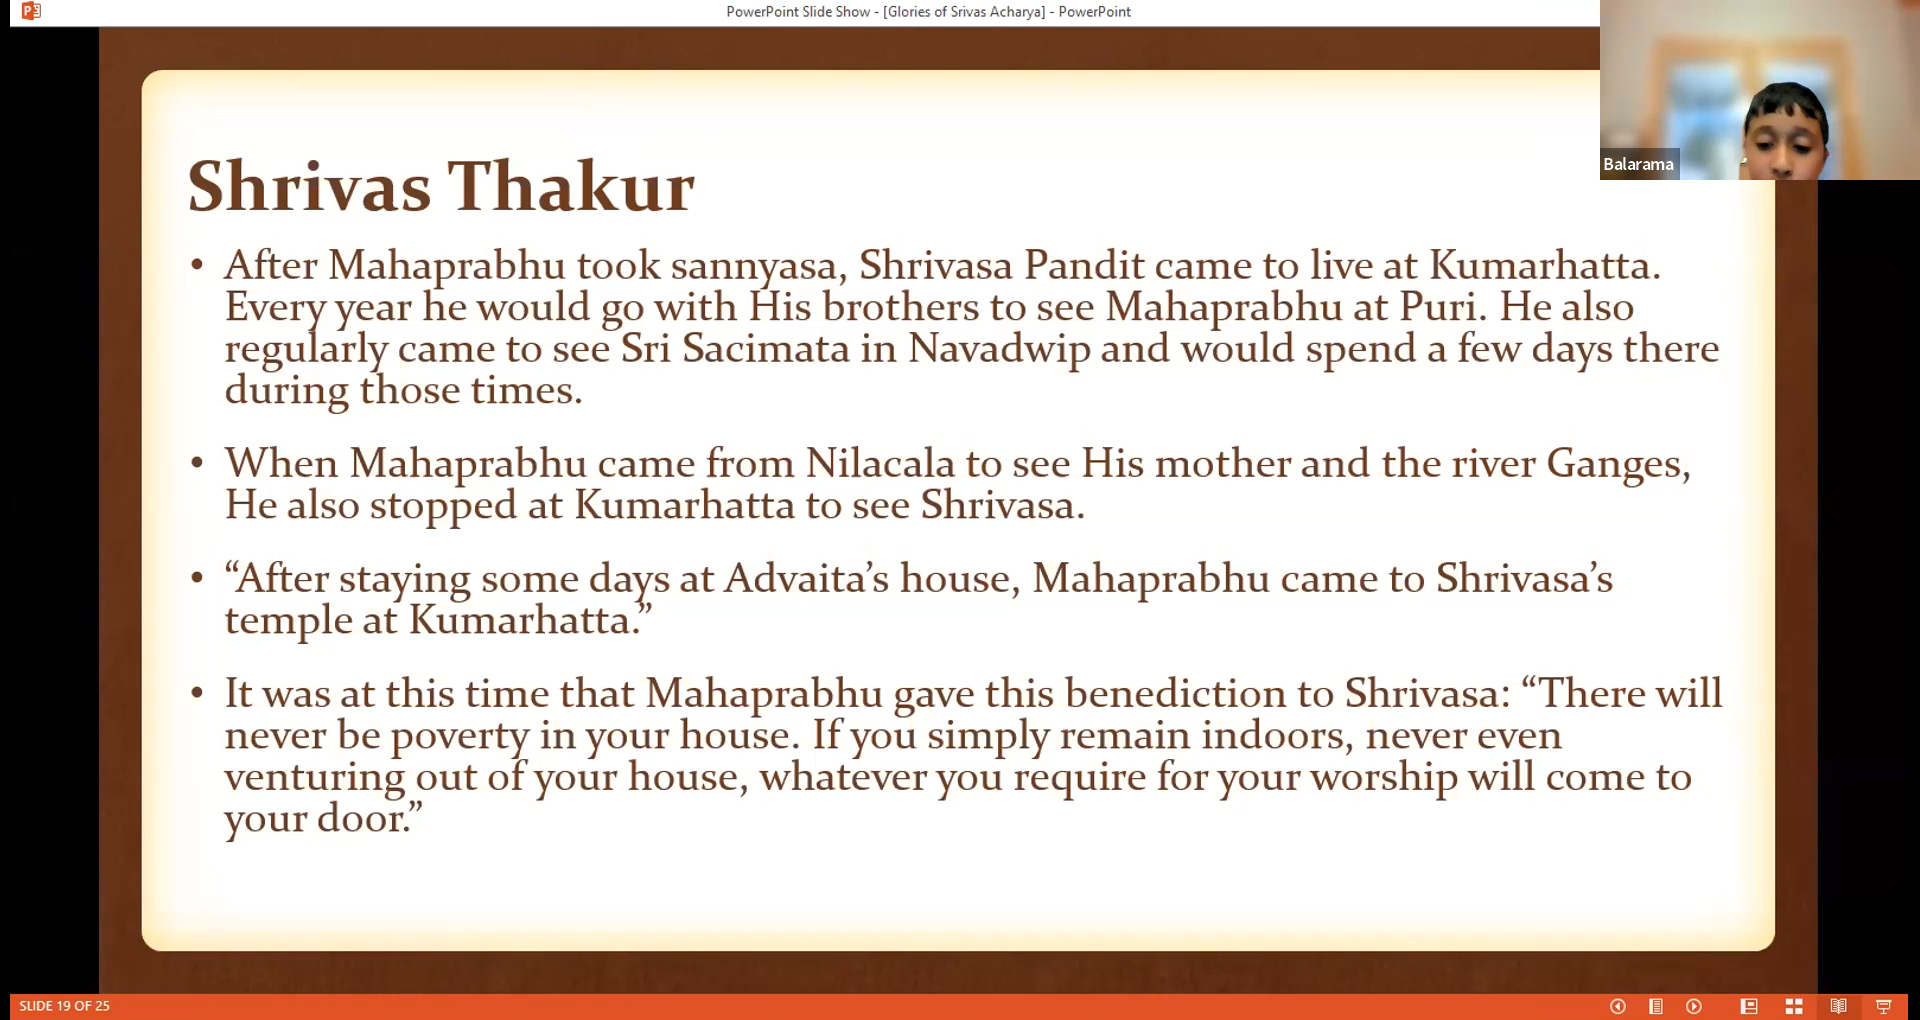 PowerPoint Slide Show - [Glories of Srivas Acharya] - PowerPoint
Balarama
Shrivas Thakur
• After Mahaprabhu took sannyasa, Shrivasa Pandit came to live at Kumarhatta.
Every year he would go with His brothers to see Mahaprabhu at Puri. He also
regularly came to see Sri Sacimata in Navadwip and would spend a few days there
during those times.
• When Mahaprabhu came from Nilacala to see His mother and the river Ganges,
He also stopped at Kumarhatta to see Shrivasa.
• “After staying some days at Advaita’s house, Mahaprabhu came to Shrivasa’s
temple at Kumarhatta.”
• It was at this time that Mahaprabhu gave this benediction to Shrivasa: “There will
never be poverty in your house. If you simply remain indoors, never even
venturing out of your house, whatever you require for your worship will come to
your door.”
SLIDE 19 OF 25